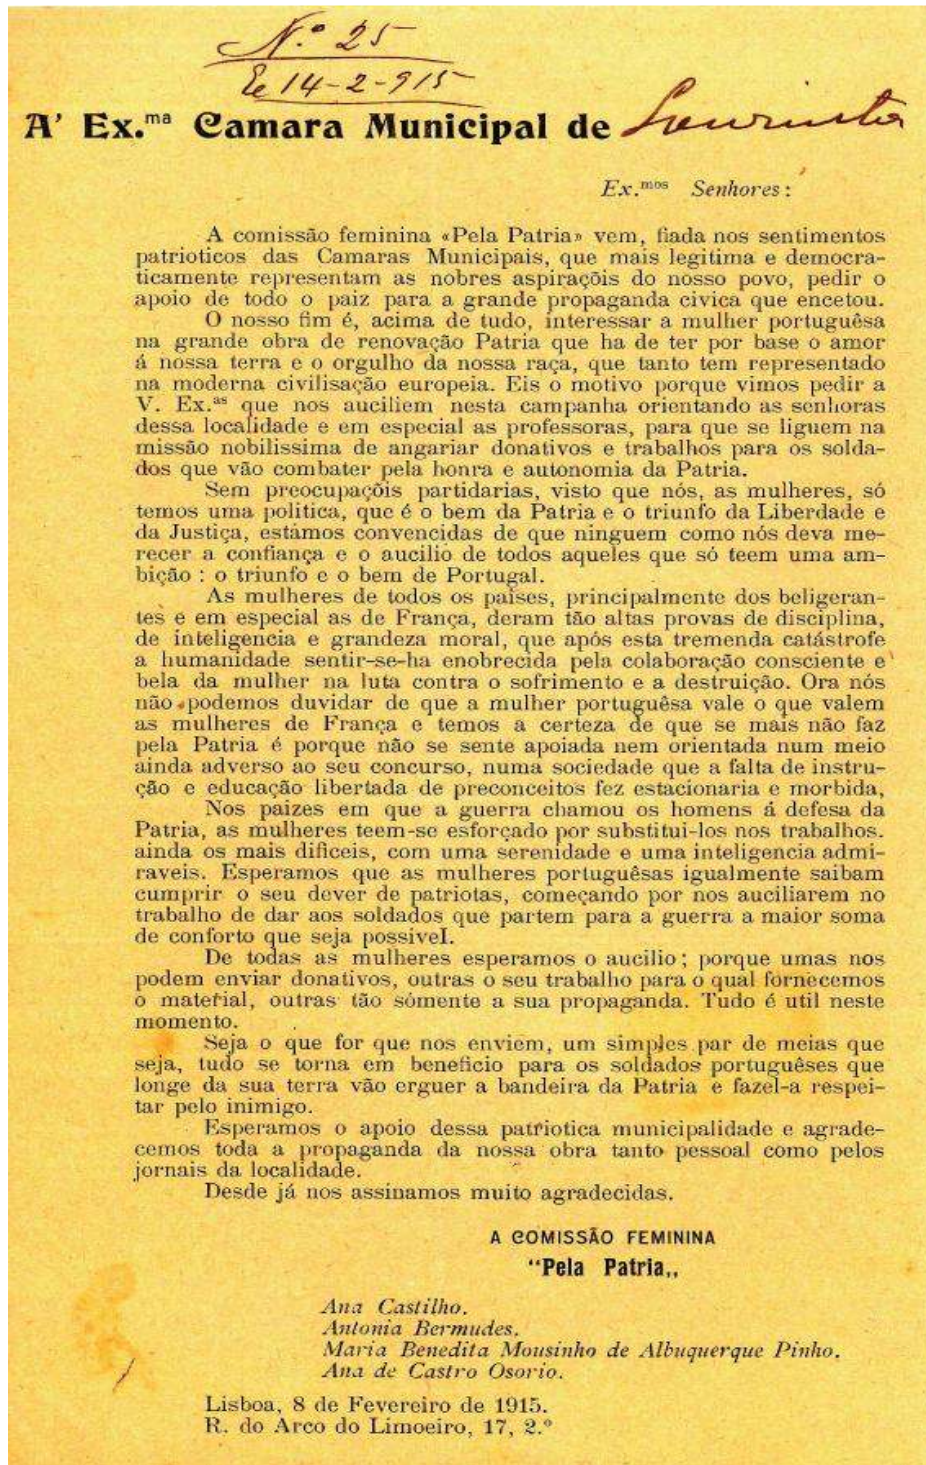 N.º 25
Em 14-2-915
A' Ex.ma Camara Municipal de Lourinhã
Ex.mos Senhores:
A comissão feminina «Pela Patria» vem, fiada nos sentimentos
patrioticos das Camaras Municipais, que mais legitima e democra-
ticamente representam as nobres aspiraçõis do nosso povo, pedir o
apoio de todo o paiz para a grande propaganda civica que encetou.
O nosso fim é, acima de tudo, interessar a mulher portuguêsa
na grande obra de renovação Patria que ha de ter por base o amor
á nossa terra e o orgulho da nossa raça, que tanto tem representado
na moderna civilisação europeia. Eis o motivo porque vimos pedir a
V. Ex.as que nos auciliem nesta campanha orientando as senhoras
dessa localidade e em especial as professoras, para que se liguem na
missão nobilissima de angariar donativos e trabalhos para os solda-
dos que vão combater pela honra e autonomia da Patria.
Sem preocupaçõis partidarias, visto que nós, as mulheres, só
temos uma politica, que é o bem da Patria e o triunfo da Liberdade e
da Justiça, estamos convencidas de que ninguem como nós deva me-
recer a confiança e o aucilio de todos aqueles que só teem uma am-
bição : o triunfo e o bem de Portugal.
As mulheres de todos os países, principalmente dos beligeran-
tes e em especial as de França, deram tão altas provas de disciplina,
de inteligencia e grandeza moral, que após esta tremenda catástrofe
a humanidade sentir-se-ha enobrecida pela colaboração consciente e
bela da mulher na luta contra o sofrimento e a destruição. Ora nós
não podemos duvidar de que a mulher portuguêsa vale o que valem
as mulheres de França e temos a certeza de que se mais não faz
pela Patria é porque não se sente apoiada nem orientada num meio
ainda adverso ao seu concurso, numa sociedade que a falta de instru-
ção e educação libertada de preconceitos fez estacionaria e morbida,
Nos paizes em que a guerra chamou os homens á defesa da
Patria, as mulheres teem-se esforçado por substitui-los nos trabalhos.
ainda os mais dificeis, com uma serenidade e uma inteligencia admi-
raveis. Esperamos que as mulheres portuguêsas igualmente saibam
cumprir o seu dever de patriotas, começando por nos auciliarem no
trabalho de dar aos soldados que partem para a guerra a maior soma
de conforto que seja possivel.
De todas as mulheres esperamos o aucilio; porque umas nos
podem enviar donativos, outras o seu trabalho para o qual fornecemos
o material, outras tão sómente a sua propaganda. Tudo é util neste
momento.
Seja o que for que nos enviem, um simples par de meias que
seja, tudo se torna em beneficio para os soldados portuguêses que
longe da sua terra vão erguer a bandeira da Patria e fazel-a respei-
tar pelo inimigo.
Esperamos o apoio dessa patriotica municipalidade e agrade-
cemos toda a propaganda da nossa obra tanto pessoal como pelos
jornais da localidade.
Desde já nos assinamos muito agradecidas.
A COMISSÃO FEMININA
"Pela Patria„
Ana Castilho.
Antonia Bermudes.
Maria Benedita Mousinho de Albuquerque Pinho.
Ana de Castro Osorio.
Lisboa, 8 de Fevereiro de 1915.
R. do Arco do Limoeiro, 17, 2.º